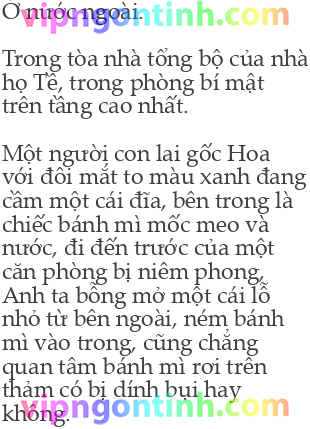 Ở nước ngoài.
Trong tòa nhà tổng bộ của nhà
họ Tề, trong phòng bí mật
trên tầng cao nhất.
Một người con lai gốc Hoa
với đôi mắt to màu xanh đang
cầm một cái đĩa, bên trong là
chiếc bánh mì mốc meo và
nước, đi đến trước của một
căn phòng bị niêm phong,
Anh ta bỗng mở một cái lỗ
nhỏ từ bên ngoài, ném bánh
mì vào trong, cũng chẳng
quan tâm bánh mì rơi trên
thảm có bị dính bụi hay
không.
vipngontinh.com
vipngontinh.com